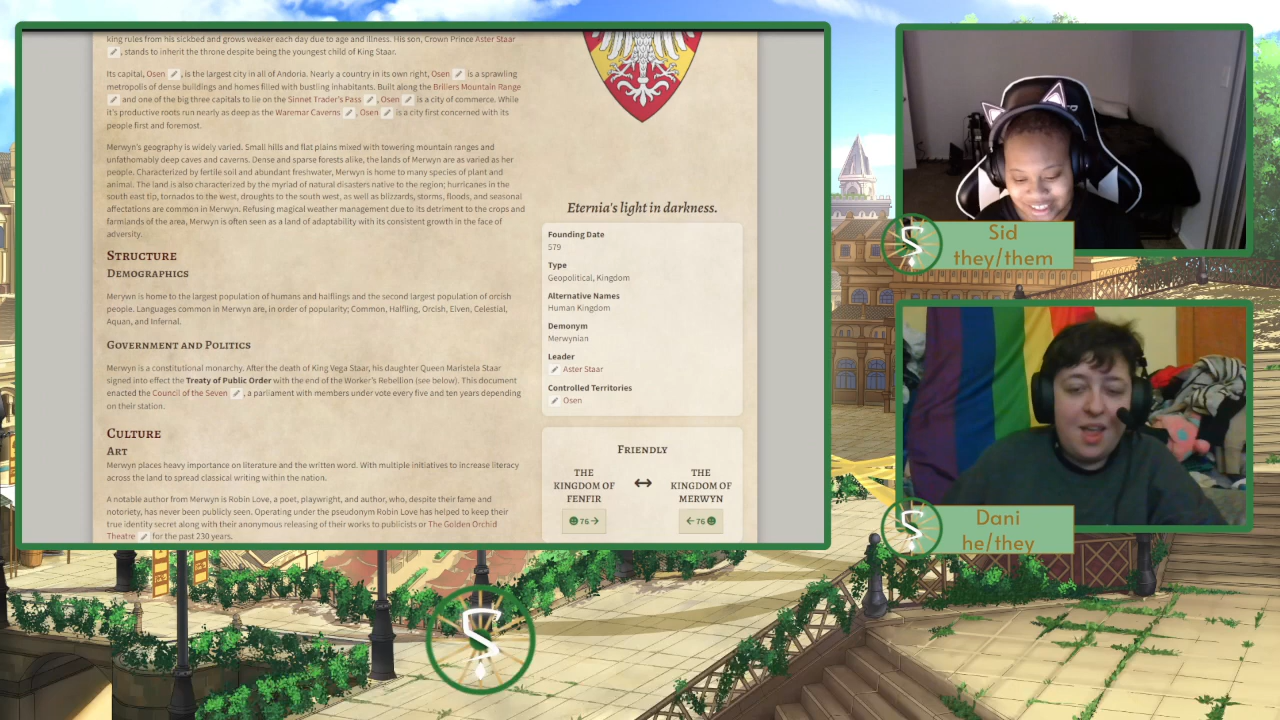 king rules from his sickbed and grows weaker each day due to age and illness. His son, Crown Prince Aster Staar
, stands to inherit the throne despite being the youngest child of King Staar.
Its capital, Osen , is the largest city in all of Andoria. Nearly a country in its own right, Osen is a sprawling
metropolis of dense buildings and homes filled with bustling inhabitants. Built along the Brillers Mountain Range
and one of the big three capitals to lie on the Sinnet Trader's Pass , Osen is a city of commerce. While
it's productive roots run nearly as deep as the Waremar Caverns , Osen is a city first concerned with its
people first and foremost.
Merwyn's geography is widely varied. Small hills and flat plains mixed with towering mountain ranges and
unfathomably deep caves and caverns. Dense and sparse forests alike, the lands of Merwyn are as varied as her
people. Characterized by fertile soil and abundant freshwater, Merwyn is home to many species of plant and
animal. The land is also characterized by the myriad of natural disasters native to the region; hurricanes in the
south east tip, tornados to the west, droughts to the south west, as well as blizzards, storms, floods, and seasonal
affectations are common in Merwyn. Refusing magical weather management due to its detriment to the crops and
farmlands of the area, Merwyn is often seen as a land of adaptability with its consistent growth in the face of
adversity.
STRUCTURE
DEMOGRAPHICS
Merwyn is home to the largest population of humans and halflings and the second largest population of orcish
people. Languages common in Merwyn are, in order of popularity; Common, Halfling, Orcish, Elven, Celestial,
Aquan, and Infernal.
GOVERNMENT AND POLITICS
Merwyn is a constitutional monarchy. After the death of King Vega Staar, his daughter Queen Maristela Staar
signed into effect the Treaty of Public Order with the end of the Worker's Rebellion (see below). This document
enacted the Council of the Seven , a parliament with members under vote every five and ten years depending
on their station.
CULTURE
ART
Merwyn places heavy importance on literature and the written word. With multiple initiatives to increase literacy
across the land to spread classical writing within the nation.
A notable author from Merwyn is Robin Love, a poet, playwright, and author, who, despite their fame and
notoriety, has never been publicly seen. Operating under the pseudonym Robin Love has helped to keep their
true identity secret along with their anonymous releasing of their works to publicists or The Golden Orchid
Theatre for the past 230 years.
Eternia's light in darkness.
Founding Date
579
Type
Geopolitical, Kingdom
Alternative Names
Human Kingdom
Demonym
Merwynian
Leader
Aster Staar
Controlled Territories
Osen
FRIENDLY
THE
KINGDOM OF
FENFIR
76
THE
KINGDOM OF
MERWYN
76
S
Sid
they/them
S
Dani
he/they
S